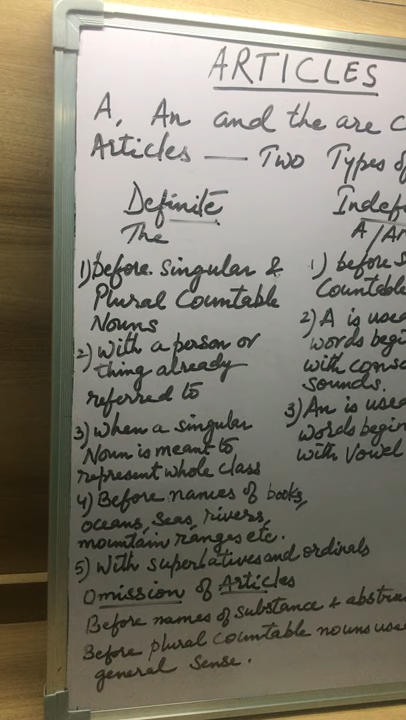 ARTICLES
A, An and the are
Articles — Two Types
Definite
The
1) before singular &
Plural Countable
Nouns
2) With a person or
thing already
referred to
3) When a singular
Noun is meant to
represent whole class
4) Before names of books,
oceans, seas, rivers,
mountain ranges etc.
5) With superlatives and ordinals
Indef
A/An
1) before S
Countable
2) A is used
words begi
with conso
sounds.
3) An is used
words begin
with Vowel
Omission of Articles
Before names of substance & abstrac
Before plural countable nouns used
general sense.